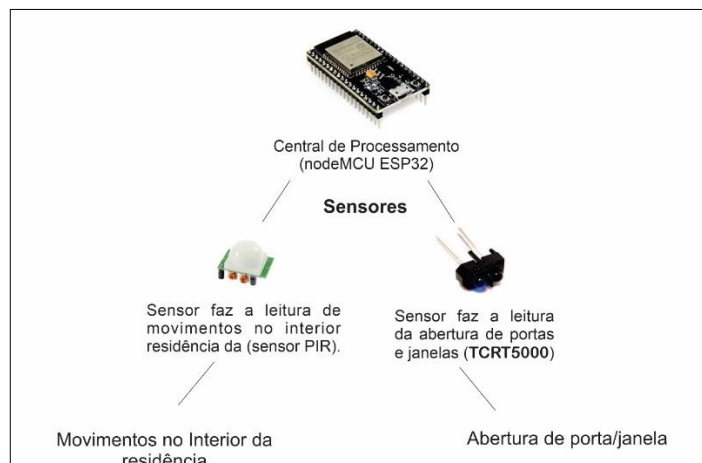 Central de Processamento
(nodeMCU ESP32)
Sensores
Sensor faz a leitura de
movimentos no interior
residência da (sensor PIR).
Sensor faz a leitura
da abertura de portas
e janelas (TCRT5000)
Movimentos no Interior da
residência
Abertura de porta/janela